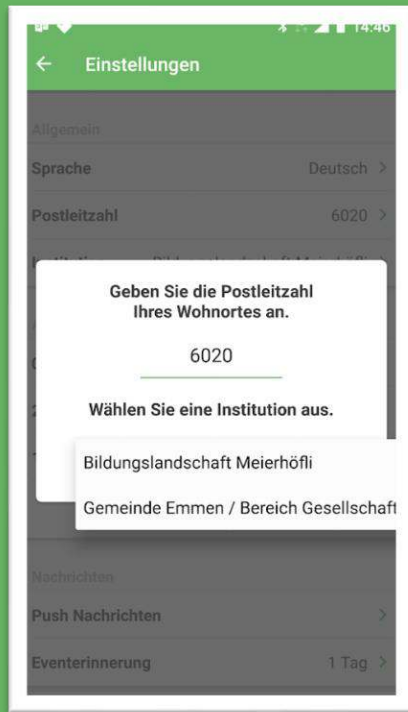 14:46
Einstellungen
Allgemein
Sprache Deutsch
Postleitzahl 6020
Geben Sie die Postleitzahl
Ihres Wohnortes an.
6020
Wählen Sie eine Institution aus.
Bildungslandschaft Meierhöfli
Gemeinde Emmen / Bereich Gesellschaft
Nachrichten
Push Nachrichten
Eventerinnerung 1 Tag